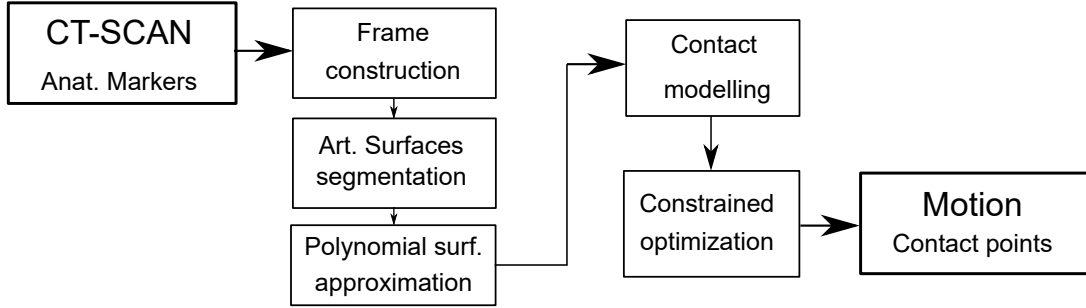 CT-SCAN
Anat. Markers
Frame
construction
Art. Surfaces
segmentation
Polynomial surf.
approximation
Contact
modelling
Constrained
optimization
Motion
Contact points